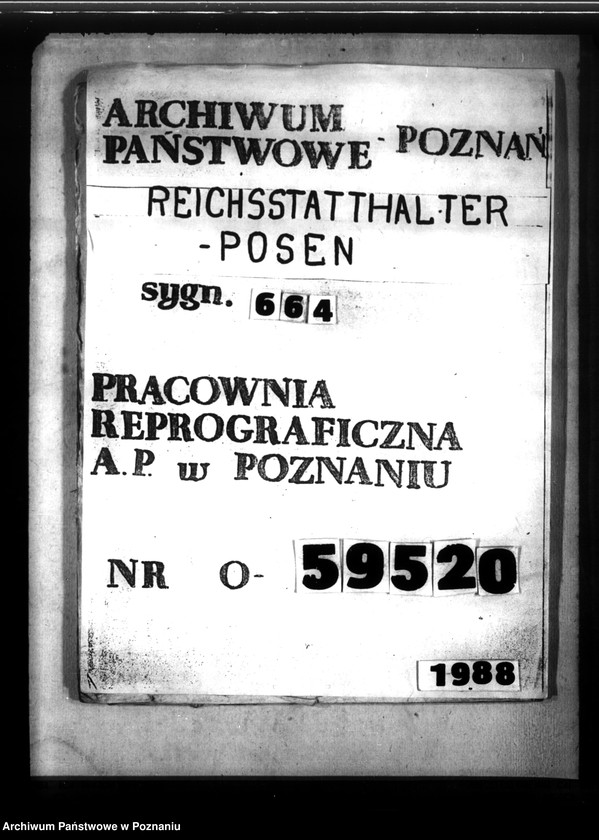 ARCHIWUM
PAŃSTWOWE - POZNAŃ
REICHSSTATTHALTER
-POSEN
sygn. 664
PRACOWNIA
REPROGRAFICZNA
A.P. w POZNANIU
NR O- 59520
1988
Archiwum Państwowe w Poznaniu